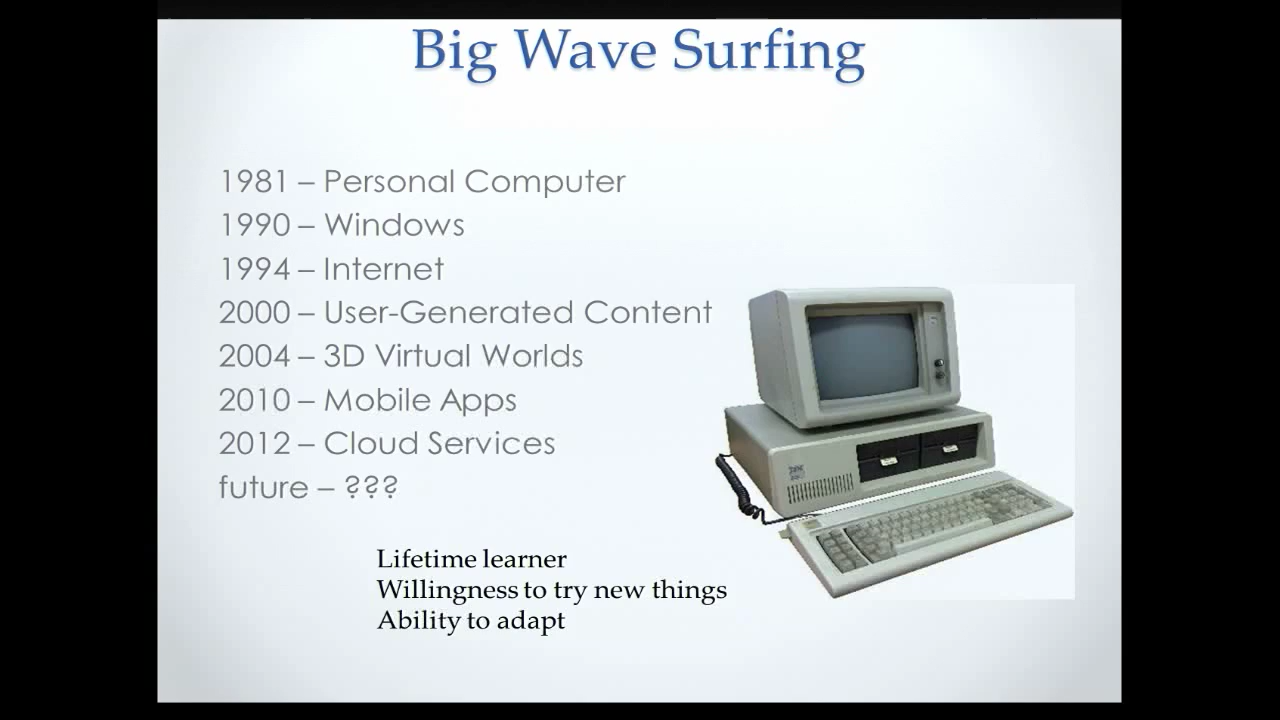 Big Wave Surfing
1981 – Personal Computer
1990 – Windows
1994 – Internet
2000 – User-Generated Content
2004 – 3D Virtual Worlds
2010 – Mobile Apps
2012 – Cloud Services
future – ???
Lifetime learner
Willingness to try new things
Ability to adapt